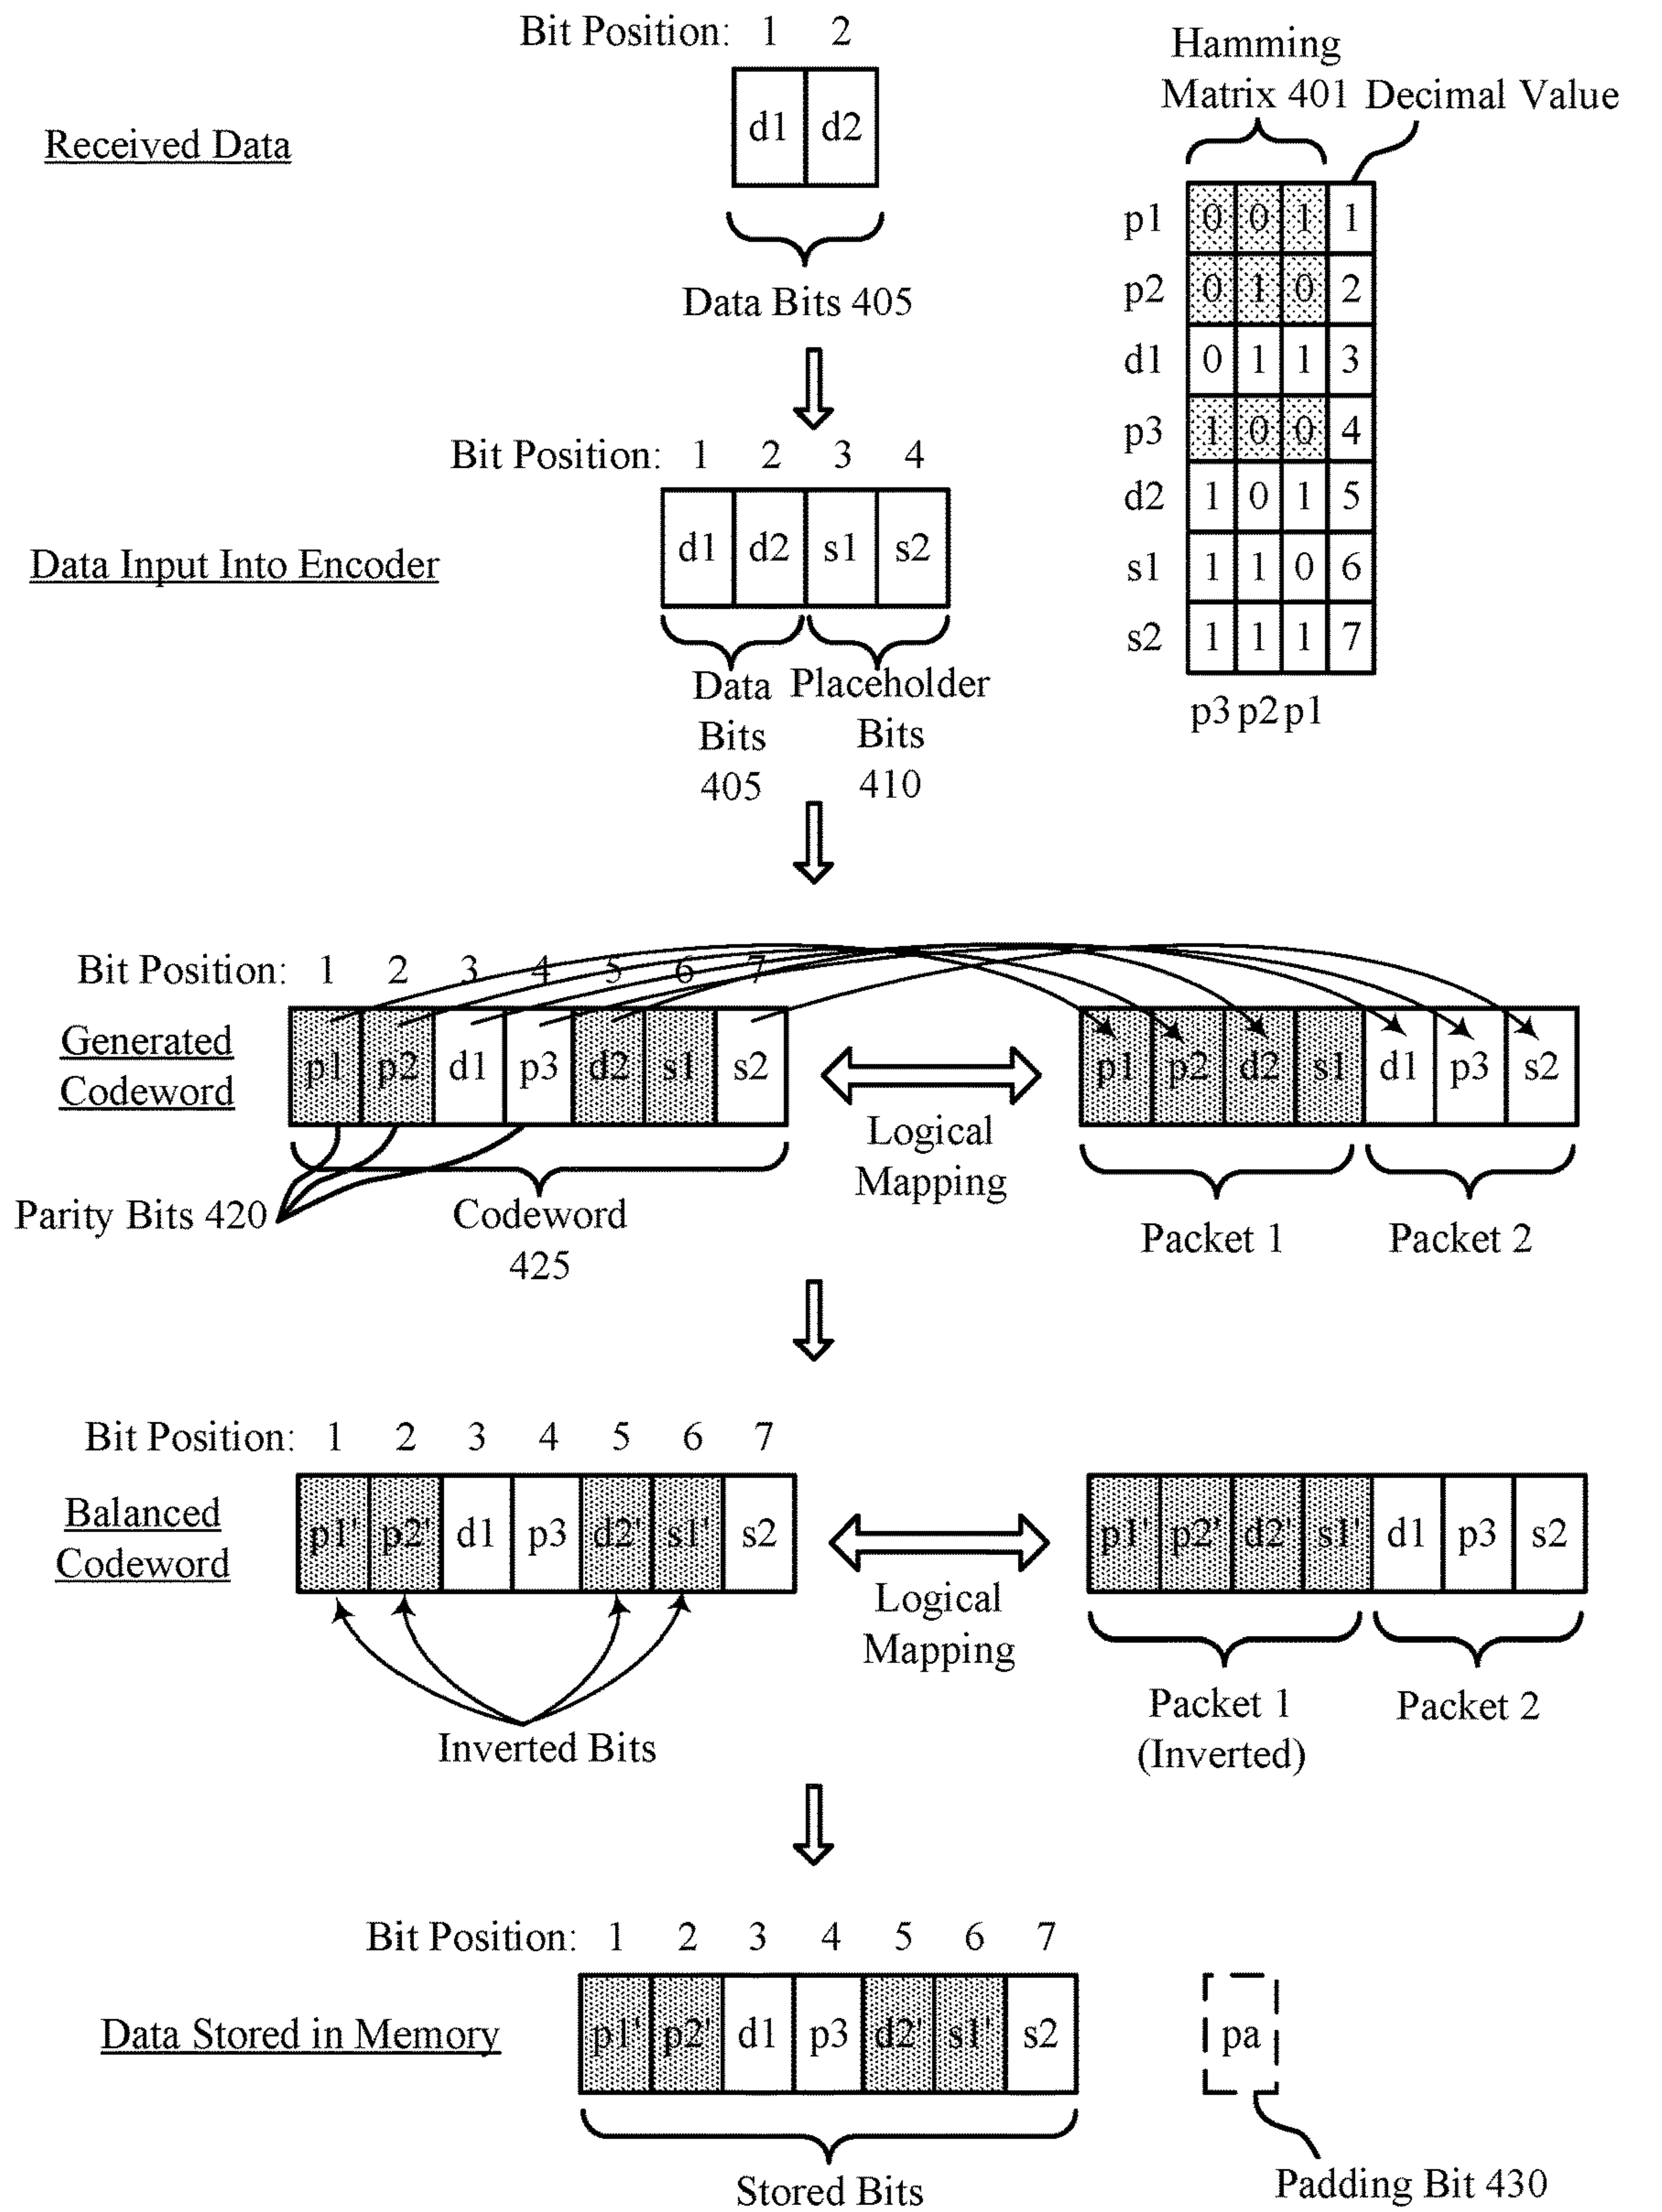 Bit Position: 1 2
Hamming
Matrix 401 Decimal Value
Received Data
d1 d2
Data Bits 405
p1 0 0 1 1
p2 0 1 0 2
d1 0 1 1 3
p3 1 0 0 4
d2 1 0 1 5
s1 1 1 0 6
s2 1 1 1 7
p3 p2 p1
Bit Position: 1 2 3 4
Data Input Into Encoder
d1 d2 s1 s2
Data Placeholder
Bits Bits
405 410
Bit Position: 1 2 3 4 5 6 7
Generated
Codeword
p1 p2 d1 p3 d2 s1 s2
Logical
Mapping
p1 p2 d2 s1 d1 p3 s2
Parity Bits 420
Codeword
425
Packet 1
Packet 2
Bit Position: 1 2 3 4 5 6 7
Balanced
Codeword
p1' p2' d1 p3 d2' s1' s2
Logical
Mapping
p1' p2' d2' s1' d1 p3 s2
Inverted Bits
Packet 1
(Inverted)
Packet 2
Bit Position: 1 2 3 4 5 6 7
Data Stored in Memory
p1' p2' d1 p3 d2' s1' s2
pa
Stored Bits
Padding Bit 430